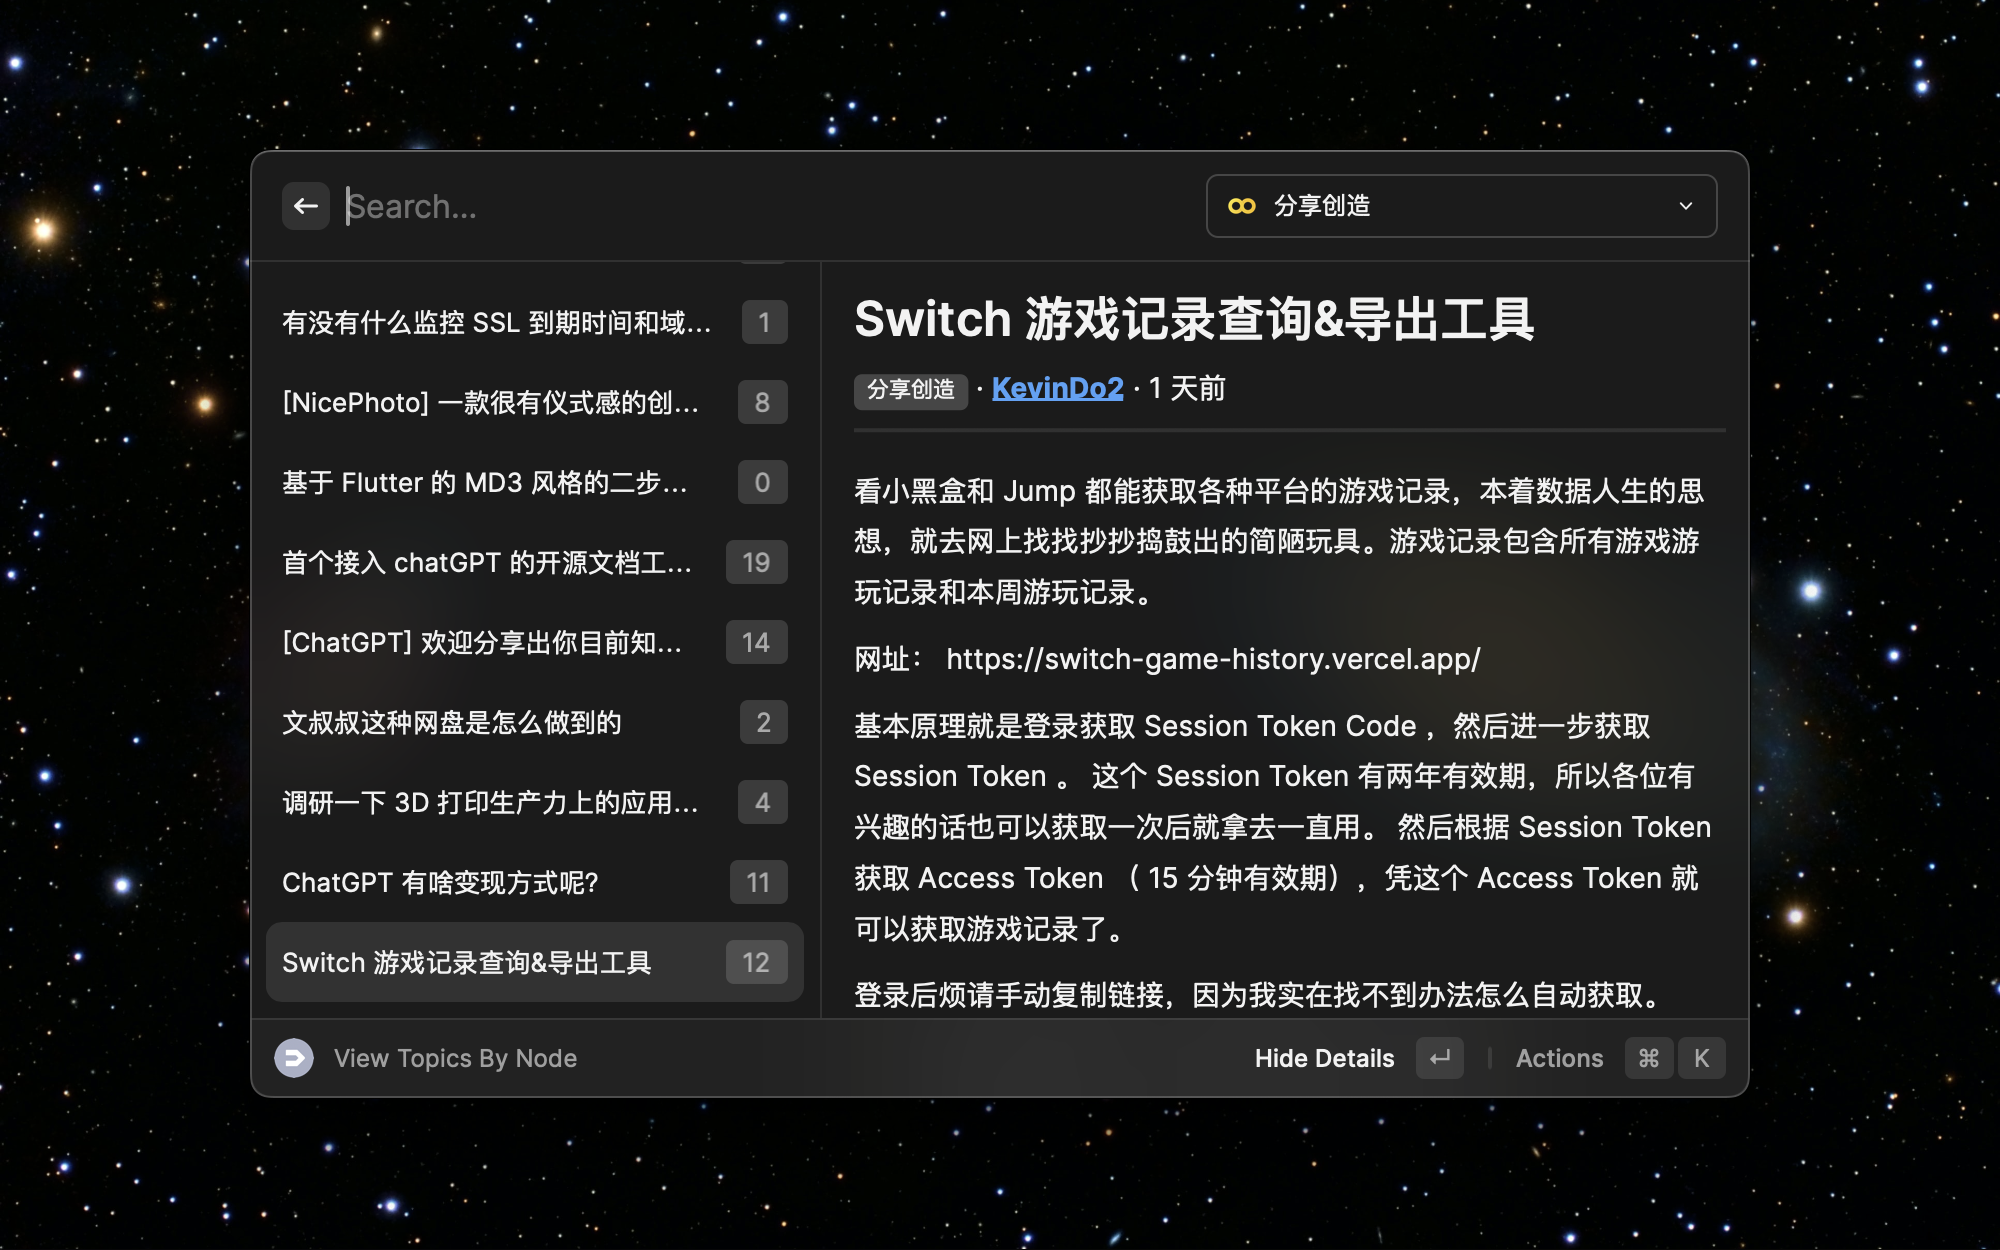 Search...
分享创造
有没有什么监控 SSL 到期时间和域... 1
[NicePhoto] 一款很有仪式感的创... 8
基于 Flutter 的 MD3 风格的二步... 0
首个接入 chatGPT 的开源文档工... 19
[ChatGPT] 欢迎分享出你目前知... 14
文叔叔这种网盘是怎么做到的 2
调研一下 3D 打印生产力上的应用... 4
ChatGPT 有啥变现方式呢? 11
Switch 游戏记录查询&导出工具 12
Switch 游戏记录查询&导出工具
分享创造 · KevinDo2 · 1 天前
看小黑盒和 Jump 都能获取各种平台的游戏记录，本着数据人生的思
想，就去网上找找抄抄捣鼓出的简陋玩具。游戏记录包含所有游戏游
玩记录和本周游玩记录。
网址： https://switch-game-history.vercel.app/
基本原理就是登录获取 Session Token Code ，然后进一步获取
Session Token 。 这个 Session Token 有两年有效期，所以各位有
兴趣的话也可以获取一次后就拿去一直用。 然后根据 Session Token
获取 Access Token （ 15 分钟有效期），凭这个 Access Token 就
可以获取游戏记录了。
登录后烦请手动复制链接，因为我实在找不到办法怎么自动获取。
View Topics By Node
Hide Details ↵ | Actions ⌘ K